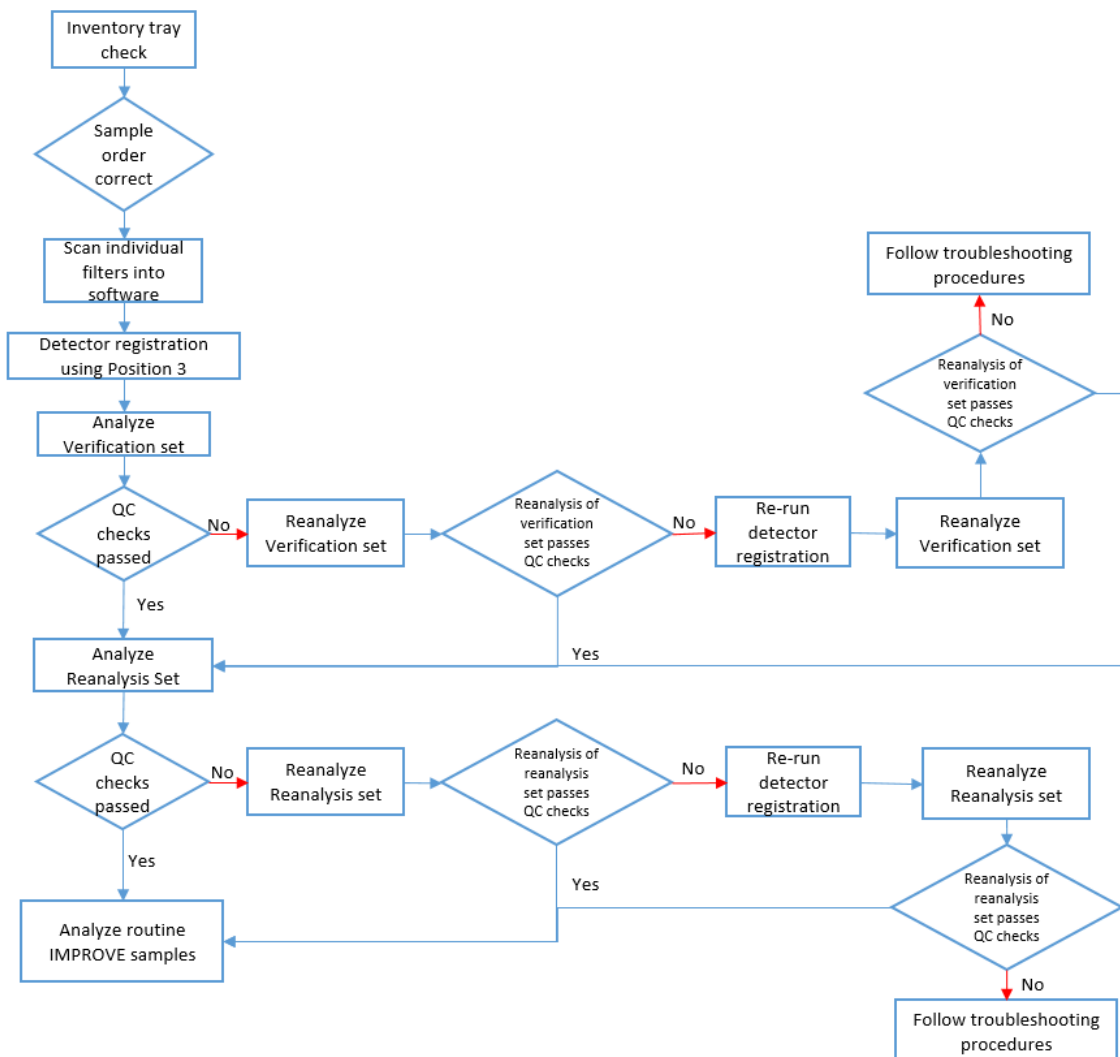 Inventory tray
check
Sample
order
correct
Scan individual
filters into
software
Detector registration
using Position 3
Analyze
Verification set
QC
checks
passed
No
Reanalyze
Verification set
Reanalysis of
verification
set passes
QC checks
No
Re-run
detector
registration
Reanalyze
Verification set
Reanalysis of
verification
set passes
QC checks
No
Follow troubleshooting
procedures
Yes
Yes
Analyze
Reanalysis Set
QC
checks
passed
No
Reanalyze
Reanalysis set
Reanalysis of
reanalysis
set passes
QC checks
No
Re-run
detector
registration
Reanalyze
Reanalysis set
Reanalysis of
reanalysis
set passes
QC checks
No
Follow troubleshooting
procedures
Yes
Yes
Analyze routine
IMPROVE samples